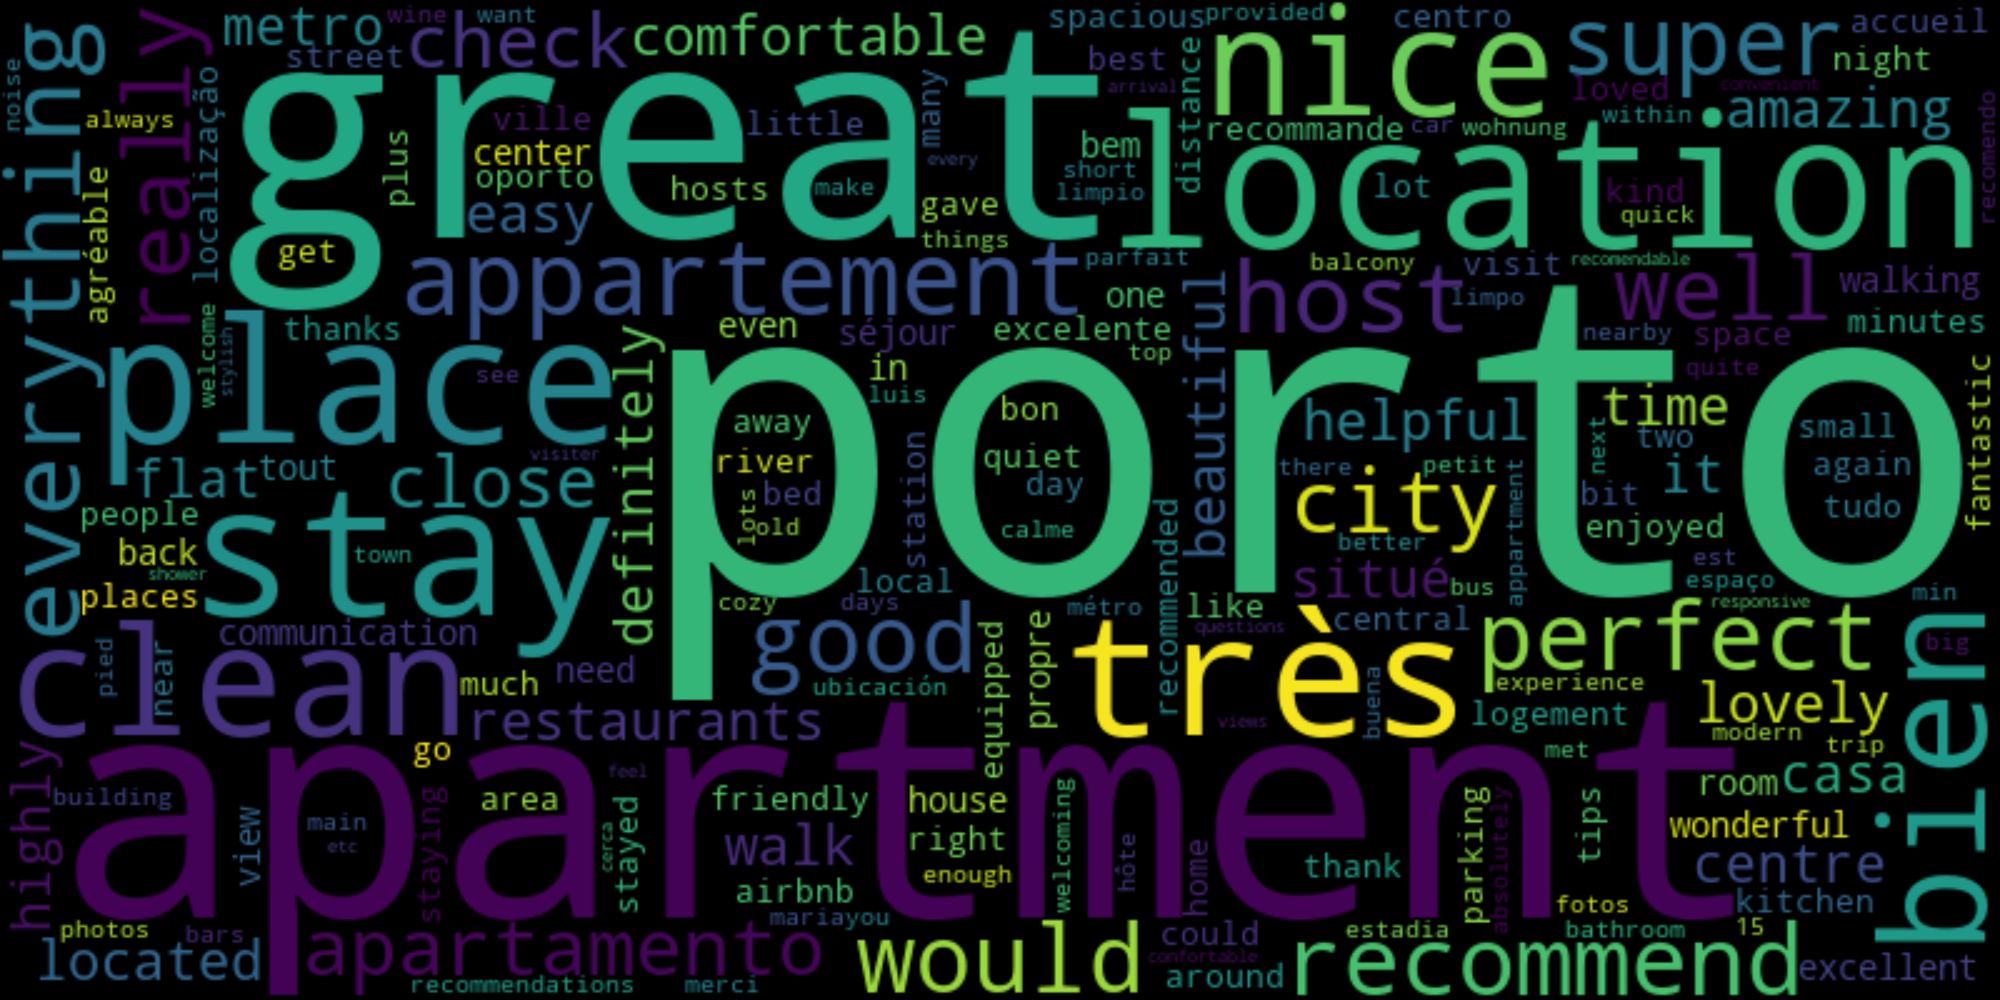 wine
want
metro
street
check
comfortable
spacious
provided
centro
super
accueil
noise
everything
really
localização
always
great
nice
best
arrival
night
loved
convenient
amazing
within
recomendo
ville
little
many
distance
recommande
car
wohnung
plus
center
oporto
every
bem
short
limpio
location
lot
kind
quick
agréable
hosts
make
easy
gave
things
get
appartement
parfait
balcony
visit
recomendable
host
limpo
well
walking
one
welcome
stylish
thanks
even
séjour
excelente
top
beautiful
nearby
space
minutes
quite
place
see
definitely
in
luis
porto
time
fantastic
away
bon
helpful
next
two
small
river
quiet
there
petit
it
again
flat
tout
close
visiter
lots
bed
old
station
day
calme
city
appartment
bit
tudo
people
stay
enjoyed
back
town
shower
better
est
places
local
recommended
situé
bus
espaço
cozy
days
métro
like
responsive
min
communication
good
equipped
propre
questions
central
très
perfect
bien
big
pied
near
clean
much
need
ubicación
buena
experience
restaurants
views
logement
lovely
modern
trip
highly
go
apartment
met
feel
room
casa
building
area
friendly
house
view
main
etc
staying
cerca
stayed
walk
right
welcoming
hôte
home
parking
absolutely
tips
wonderful
thank
centre
enough
airbnb
maria
you
fotos
kitchen
photos
bars
located
apartamento
would
could
confortable
estadia
bathroom
15
recommend
excellent
recommendations
merci
around